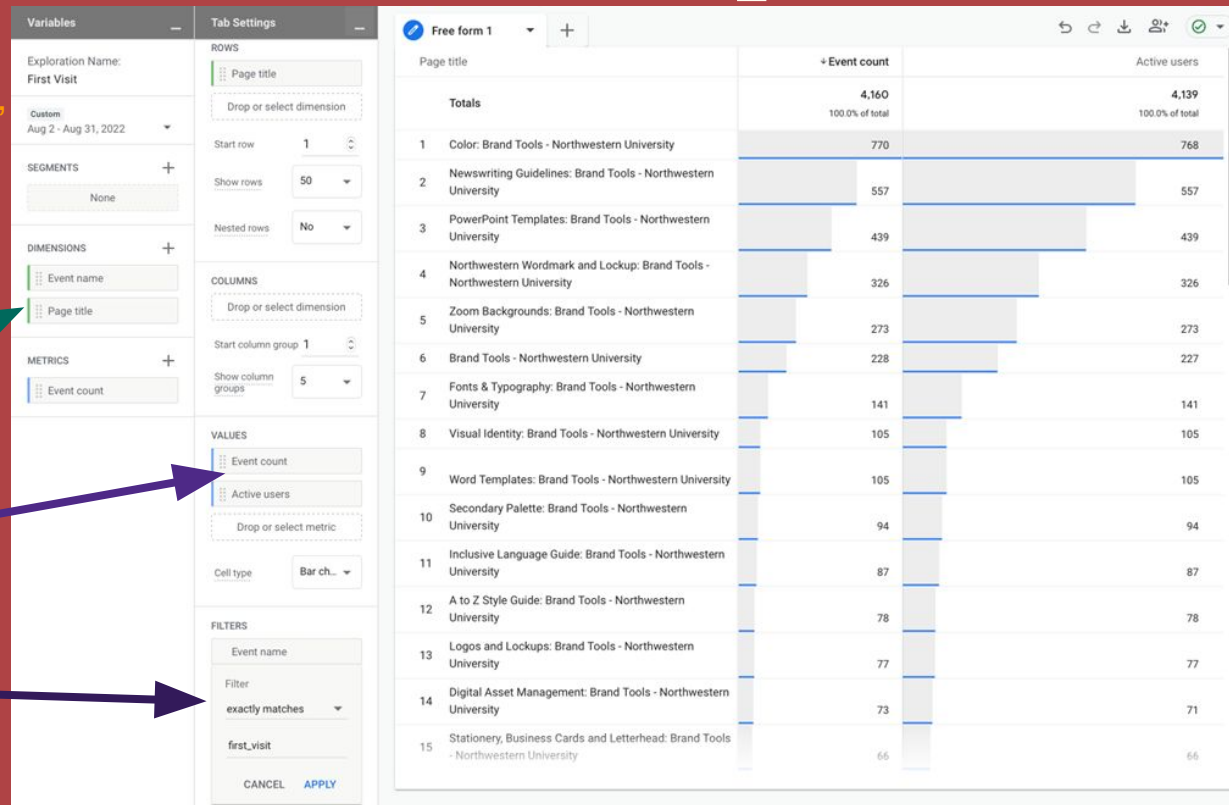 Variables
Exploration Name:
First Visit
Custom
Aug 2 - Aug 31, 2022
SEGMENTS
None
DIMENSIONS
Event name
Page title
METRICS
Event count
Tab Settings
ROWS
Page title
Drop or select dimension
Start row 1
Show rows 50
Nested rows No
COLUMNS
Drop or select dimension
Start column group 1
Show column
groups 5
VALUES
Event count
Active users
Drop or select metric
Cell type Bar ch...
FILTERS
Event name
Filter
exactly matches
first_visit
CANCEL APPLY
Free form 1
Page title Event count Active users
Totals 4,160 4,139
100.0% of total 100.0% of total
1 Color: Brand Tools - Northwestern University 770 768
2 Newswriting Guidelines: Brand Tools - Northwestern
University 557 557
3 PowerPoint Templates: Brand Tools - Northwestern
University 439 439
4 Northwestern Wordmark and Lockup: Brand Tools -
Northwestern University 326 326
5 Zoom Backgrounds: Brand Tools - Northwestern
University 273 273
6 Brand Tools - Northwestern University 228 227
7 Fonts & Typography: Brand Tools - Northwestern
University 141 141
8 Visual Identity: Brand Tools - Northwestern University 105 105
9 Word Templates: Brand Tools - Northwestern University 105 105
10 Secondary Palette: Brand Tools - Northwestern
University 94 94
11 Inclusive Language Guide: Brand Tools - Northwestern
University 87 87
12 A to Z Style Guide: Brand Tools - Northwestern
University 78 78
13 Logos and Lockups: Brand Tools - Northwestern
University 77 77
14 Digital Asset Management: Brand Tools - Northwestern
University 73 71
15 Stationery, Business Cards and Letterhead: Brand Tools
- Northwestern University 66 66